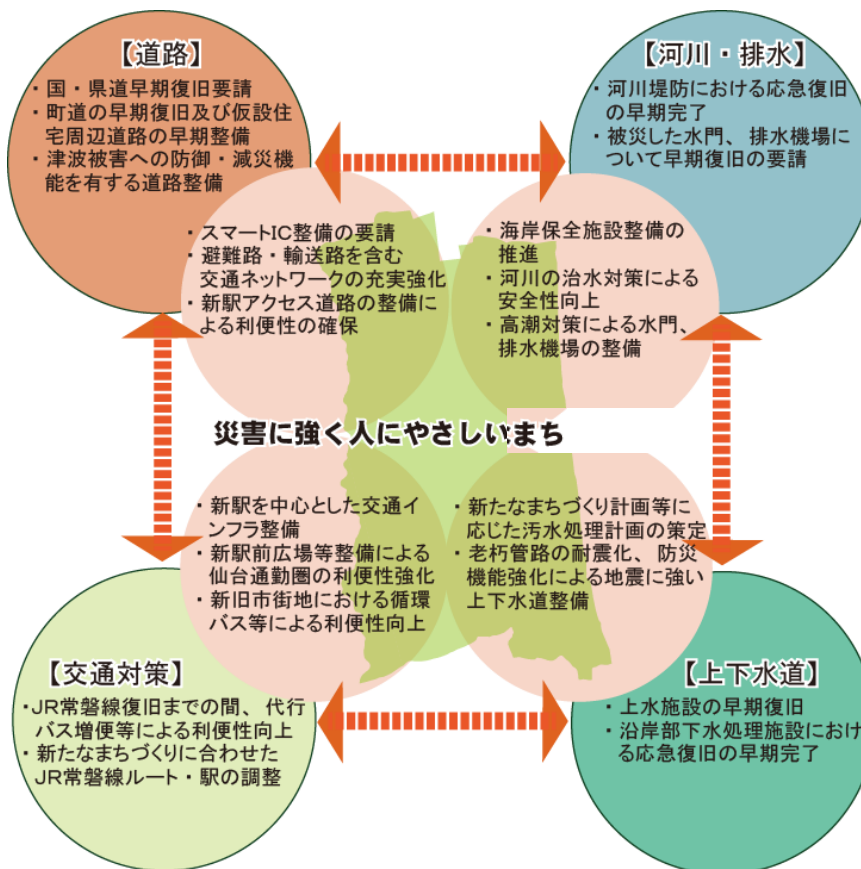 【道路】
・国・県道早期復旧要請
・町道の早期復旧及び仮設住
宅周辺道路の早期整備
・津波被害への防御・減災機
能を有する道路整備
【河川・排水】
・河川堤防における応急復旧
の早期完了
・被災した水門、排水機場に
ついて早期復旧の要請
・スマートIC整備の要請
・避難路・輸送路を含む
交通ネットワークの充実強化
・新駅アクセス道路の整備に
よる利便性の確保
・海岸保全施設整備の
推進
・河川の治水対策による
安全性向上
・高潮対策による水門、
排水機場の整備
災害に強く人にやさしいまち
・新駅を中心とした交通イ
ンフラ整備
・新駅前広場等整備による
仙台通勤圏の利便性強化
・新旧市街地における循環
バス等による利便性向上
・新たなまちづくり計画等に
応じた汚水処理計画の策定
・老朽管路の耐震化、防災
機能強化による地震に強い
上下水道整備
【交通対策】
・JR常磐線復旧までの間、代行
バス増便等による利便性向上
・新たなまちづくりに合わせた
JR常磐線ルート・駅の調整
【上下水道】
・上水施設の早期復旧
・沿岸部下水処理施設におけ
る応急復旧の早期完了